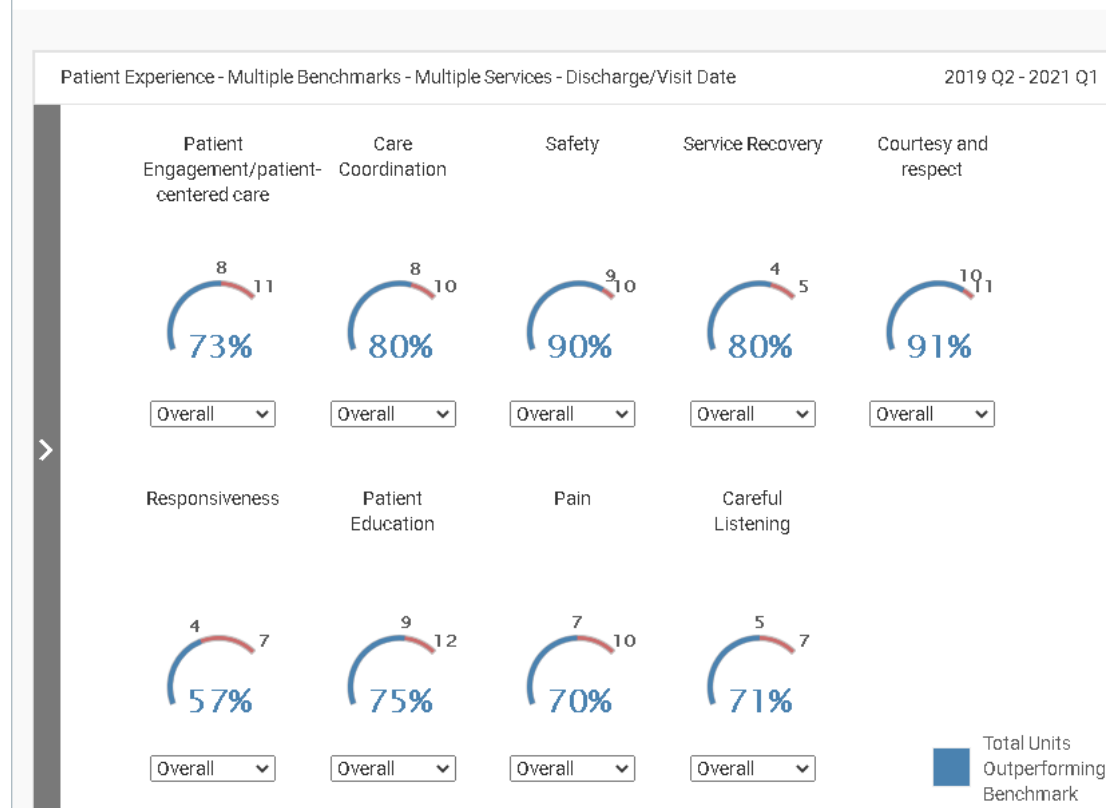 Patient Experience - Multiple Benchmarks - Multiple Services - Discharge/Visit Date
2019 Q2 - 2021 Q1
Patient
Engagement/patient-
centered care
Care
Coordination
Safety
Service Recovery
Courtesy and
respect
8
11
73%
8
10
80%
9
10
90%
4
5
80%
10
11
91%
Overall
Overall
Overall
Overall
Overall
Responsiveness
Patient
Education
Pain
Careful
Listening
4
7
57%
9
12
75%
7
10
70%
5
7
71%
Overall
Overall
Overall
Overall
Total Units
Outperforming
Benchmark